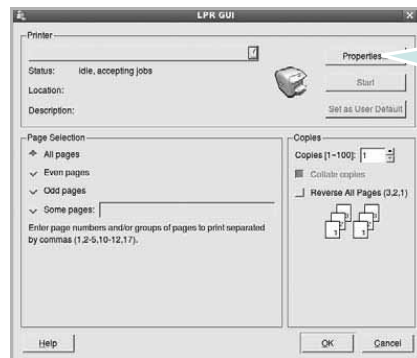 LPR GUI
Printer
Properties...
Status: idle, accepting jobs
Start
Location:
Description:
Set as User Default
Page Selection
All pages
Even pages
Odd pages
Some pages:
Enter page numbers and/or groups of pages to print separated
by commas (1,2-5,10-12,17).
Copies
Copies [1-100]: 1
Collate copies
Reverse All Pages (3,2,1)
1
1
Help
OK
Cancel